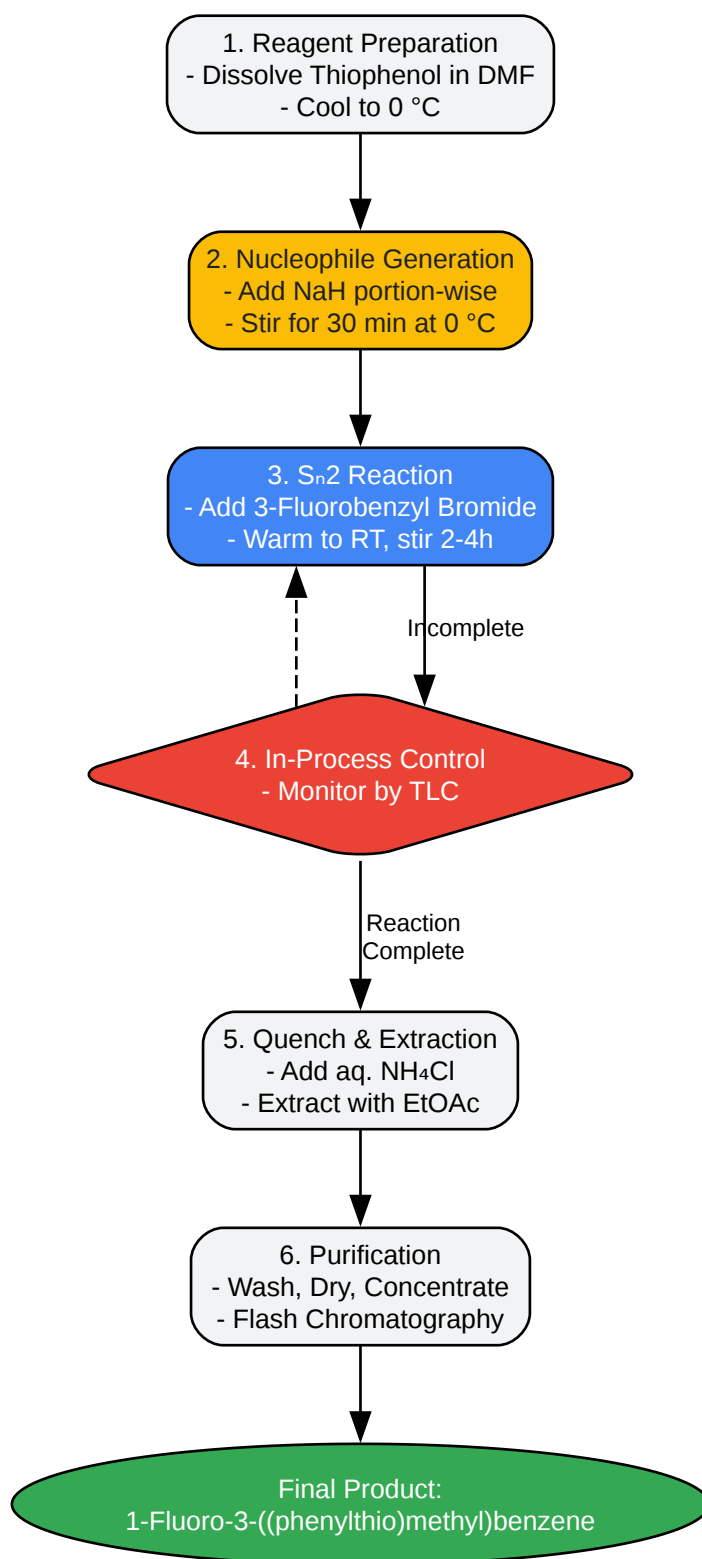 1. Reagent Preparation
- Dissolve Thiophenol in DMF
- Cool to 0 °C
2. Nucleophile Generation
- Add NaH portion-wise
- Stir for 30 min at 0 °C
3. Sₙ2 Reaction
- Add 3-Fluorobenzyl Bromide
- Warm to RT, stir 2-4h
Incomplete
4. In-Process Control
- Monitor by TLC
Reaction
Complete
5. Quench & Extraction
- Add aq. NH₄Cl
- Extract with EtOAc
6. Purification
- Wash, Dry, Concentrate
- Flash Chromatography
Final Product:
1-Fluoro-3-((phenylthio)methyl)benzene